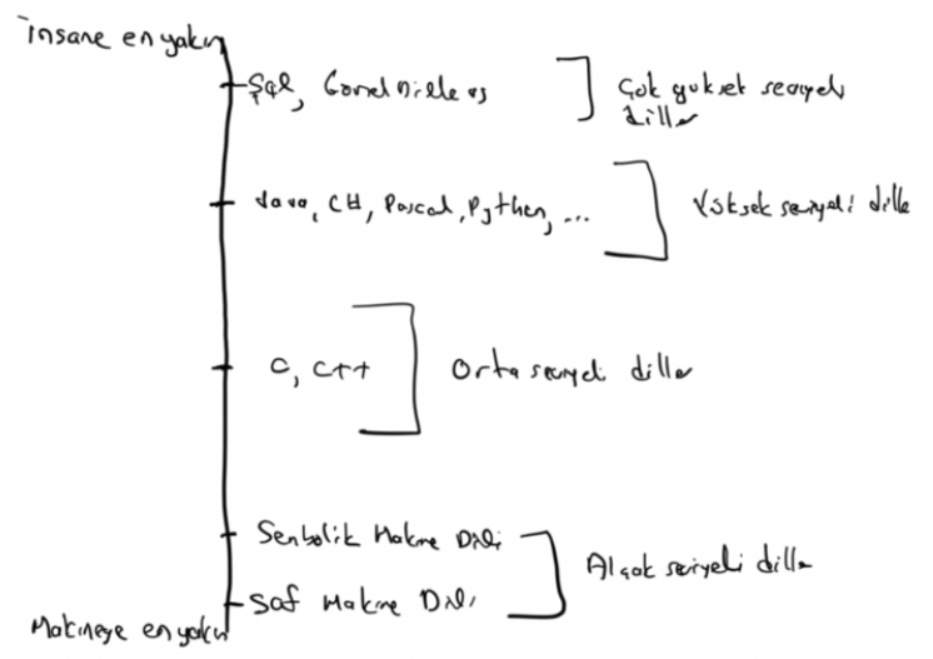 İnsana en yakın
Sql, Görsel Diller vs
Çok yüksek seviyeli
diller
Java, C#, Pascal, Python, ...
Yüksek seviyeli diller
C, C++
Orta seviyeli diller
Sembolik Makine Dili
Alçak seviyeli diller
Saf Makine Dili
Makineye en yakın